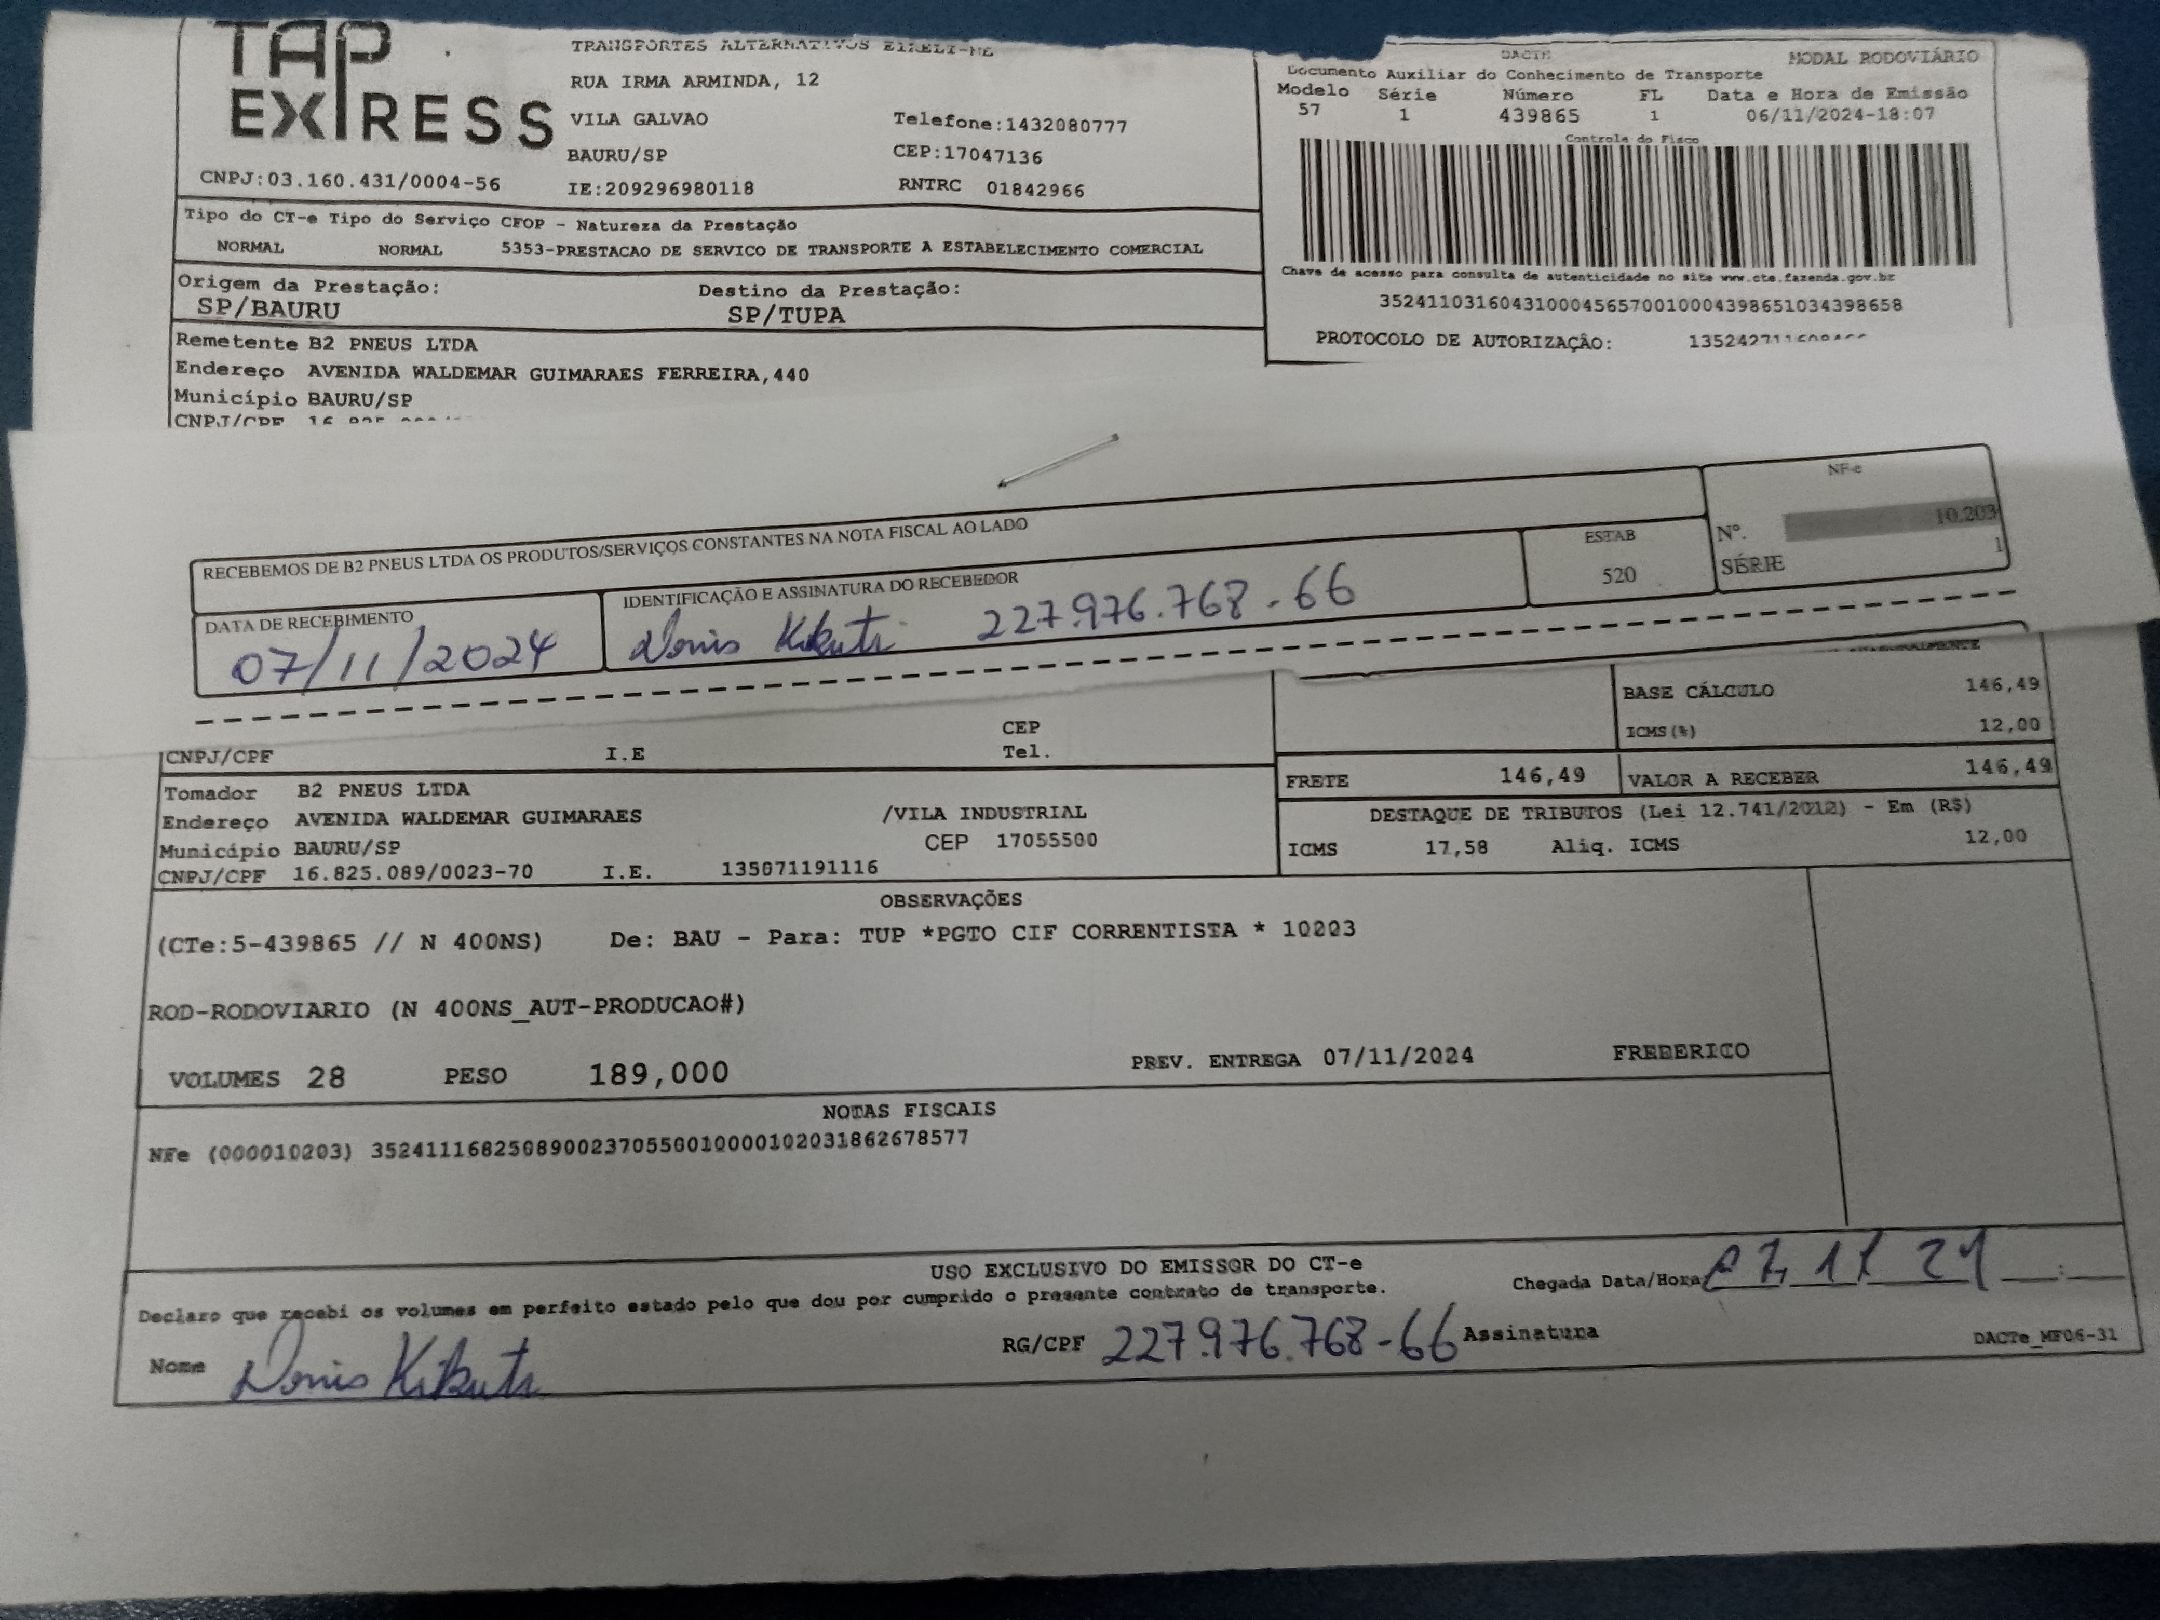 TAP
EXPRESS
TRANSPORTES ALTERNATIVOS EIRELI-ME
RUA IRMA ARMINDA, 12
VILA GALVAO Telefone:1432080777
BAURU/SP CEP:17047136
CNPJ:03.160.431/0004-56 IE:209296980118 RNTRC 01842966
DACTE MODAL RODOVIÁRIO
Documento Auxiliar do Conhecimento de Transporte
Modelo Série Número FL Data e Hora de Emissão
57 1 439865 1 06/11/2024-18:07
Controle do Fisco
Chave de acesso para consulta de autenticidade no site www.cte.fazenda.gov.br
35241103160431000456570010004398651034398658
PROTOCOLO DE AUTORIZAÇÂO:
Tipo do CT-e Tipo do Serviço CFOP - Natureza da Prestação
NORMAL NORMAL 5353-PRESTACAO DE SERVICO DE TRANSPORTE A ESTABELECIMENTO COMERCIAL
Origem da Prestação: Destino da Prestação:
SP/BAURU SP/TUPA
Remetente B2 PNEUS LTDA
Endereço AVENIDA WALDEMAR GUIMARAES FERREIRA,440
Município BAURU/SP
CNPJ/CPF
RECEBEMOS DE B2 PNEUS LTDA OS PRODUTOS/SERVIÇOS CONSTANTES NA NOTA FISCAL AO LADO
NF-e
Nº. 10.203
SÉRIE 1
ESTAB
520
DATA DE RECEBIMENTO IDENTIFICAÇÃO E ASSINATURA DO RECEBEDOR
07/11/2024 Denis Kikuti 227.976.768-66
BASE CÁLCULO 146,49
ICMS(%) 12,00
CEP
CNPJ/CPF I.E Tel.
FRETE 146,49 VALOR A RECEBER 146,49
Tomador B2 PNEUS LTDA
Endereço AVENIDA WALDEMAR GUIMARAES /VILA INDUSTRIAL
Município BAURU/SP CEP 17055500
CNPJ/CPF 16.825.089/0023-70 I.E. 135071191116
DESTAQUE DE TRIBUTOS (Lei 12.741/2012) - Em (R$)
ICMS 17,58 Aliq. ICMS 12,00
OBSERVAÇÕES
(CTe:5-439865 // N 400NS) De: BAU - Para: TUP *PGTO CIF CORRENTISTA * 10203
ROD-RODOVIARIO (N 400NS_AUT-PRODUCAO#)
VOLUMES 28 PESO 189,000 PREV. ENTREGA 07/11/2024 FREDERICO
NOTAS FISCAIS
NFe (000010203) 35241116825089002370550010000102031862678577
USO EXCLUSIVO DO EMISSOR DO CT-e
Declaro que recebi os volumes em perfeito estado pelo que dou por cumprido o presente contrato de transporte.
Chegada Data/Hora 07, 11 24 :
Nome Denis Kikuti RG/CPF 227.976.768-66 Assinatura DACTe_MF06-31